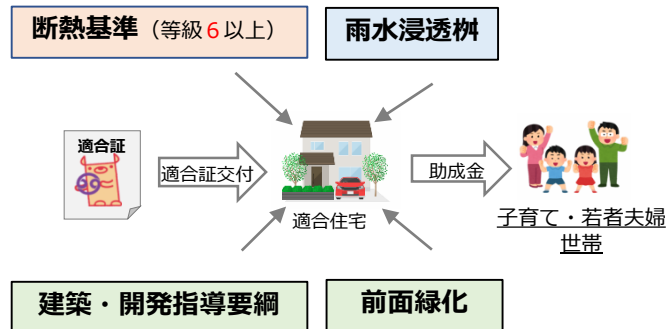 断熱基準（等級６以上）
雨水浸透桝
適合証
適合証交付
適合住宅
助成金
子育て・若者夫婦
世帯
建築・開発指導要綱
前面緑化